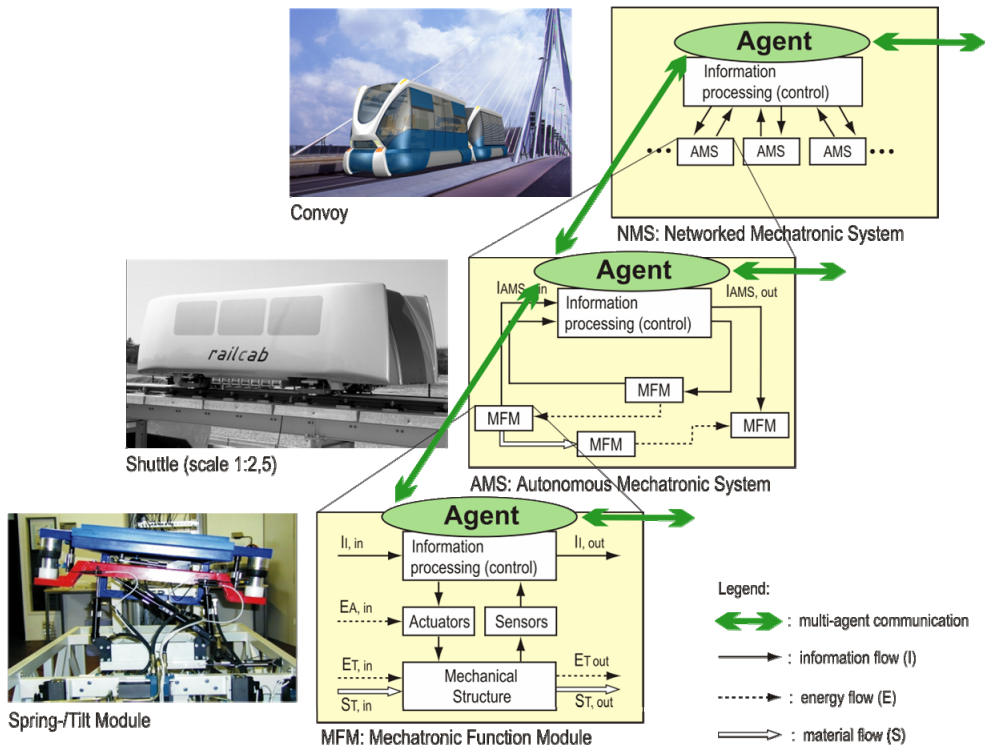 Agent
Information
processing (control)
AMS
AMS
AMS
Convoy
NMS: Networked Mechatronic System
Agent
IAMS, in
IAMS, out
Information
processing (control)
railcab
MFM
MFM
MFM
MFM
Shuttle (scale 1:2,5)
AMS: Autonomous Mechatronic System
Agent
II, in
II, out
Information
processing (control)
EA, in
Actuators
Sensors
ET, in
ET out
Mechanical
Structure
ST, in
ST, out
Spring-/Tilt Module
MFM: Mechatronic Function Module
Legend:
: multi-agent communication
: information flow (I)
: energy flow (E)
: material flow (S)